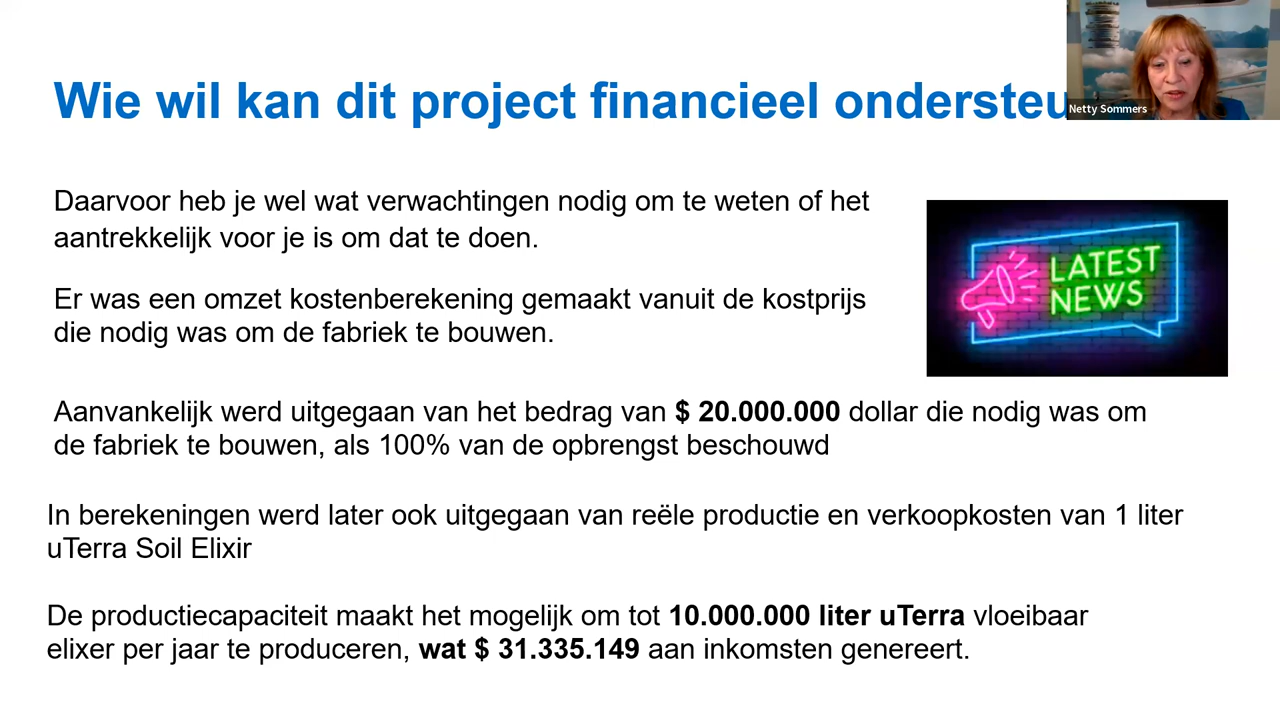 Wie wil kan dit project financieel ondersteu
Netty Sommers
Daarvoor heb je wel wat verwachtingen nodig om te weten of het
aantrekkelijk voor je is om dat te doen.
LATEST
NEWS
Er was een omzet kostenberekening gemaakt vanuit de kostprijs
die nodig was om de fabriek te bouwen.
Aanvankelijk werd uitgegaan van het bedrag van $ 20.000.000 dollar die nodig was om
de fabriek te bouwen, als 100% van de opbrengst beschouwd
In berekeningen werd later ook uitgegaan van reële productie en verkoopkosten van 1 liter
uTerra Soil Elixir
De productiecapaciteit maakt het mogelijk om tot 10.000.000 liter uTerra vloeibaar
elixer per jaar te produceren, wat $ 31.335.149 aan inkomsten genereert.